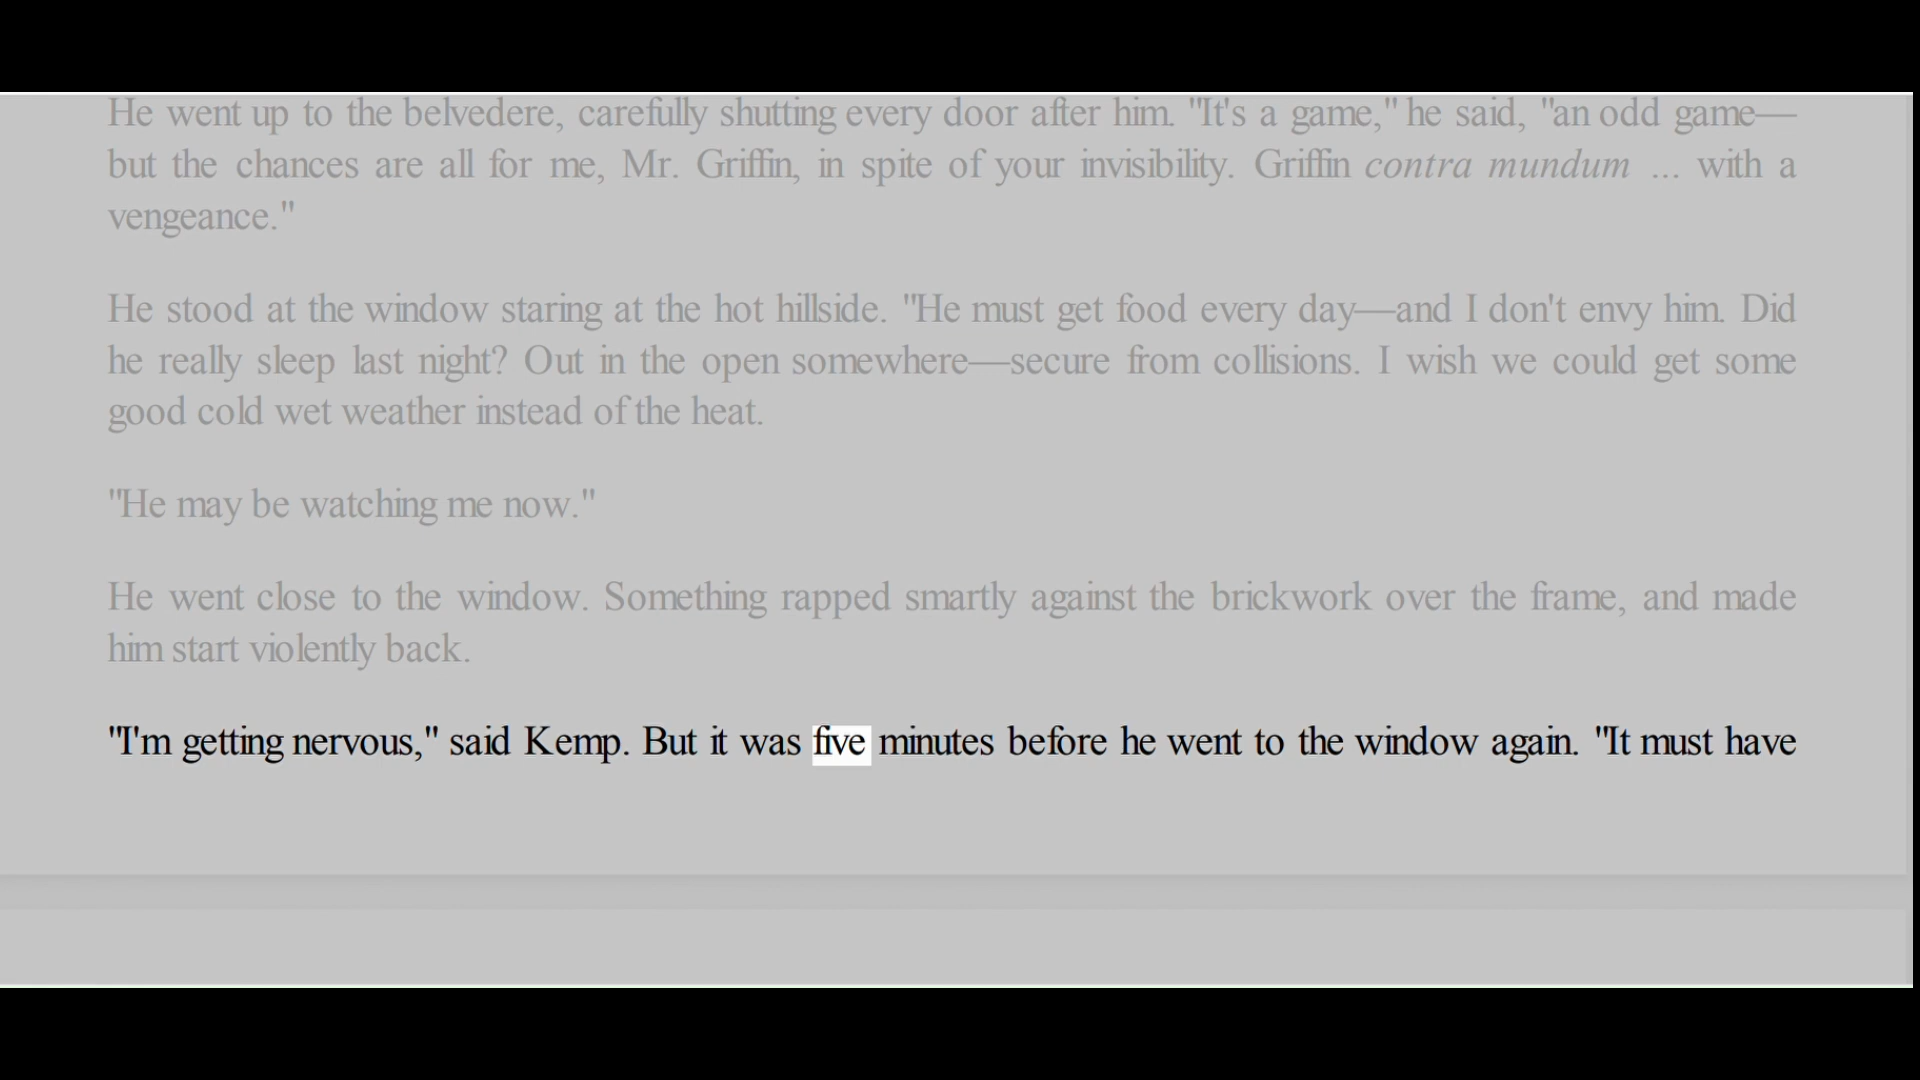 He went up to the belvedere, carefully shutting every door after him. "It's a game," he said, "an odd game—
but the chances are all for me, Mr. Griffin, in spite of your invisibility. Griffin contra mundum ... with a
vengeance."
He stood at the window staring at the hot hillside. "He must get food every day—and I don't envy him. Did
he really sleep last night? Out in the open somewhere—secure from collisions. I wish we could get some
good cold wet weather instead of the heat.
"He may be watching me now."
He went close to the window. Something rapped smartly against the brickwork over the frame, and made
him start violently back.
"I'm getting nervous," said Kemp. But it was five minutes before he went to the window again. "It must have